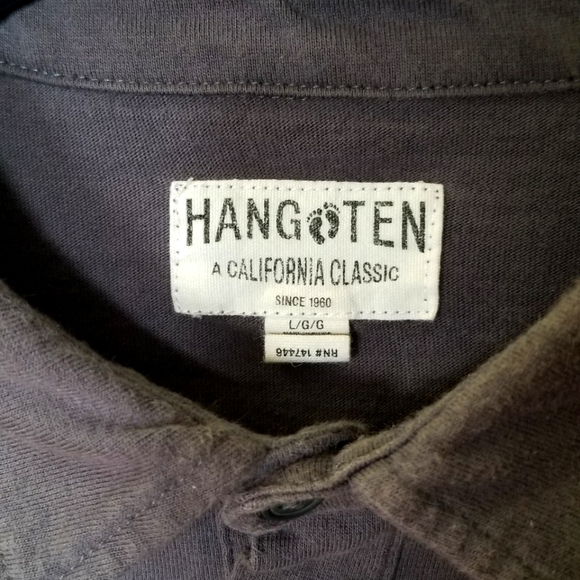 HANG TEN
A CALIFORNIA CLASSIC
SINCE 1960
L/G/G
RN# 147446